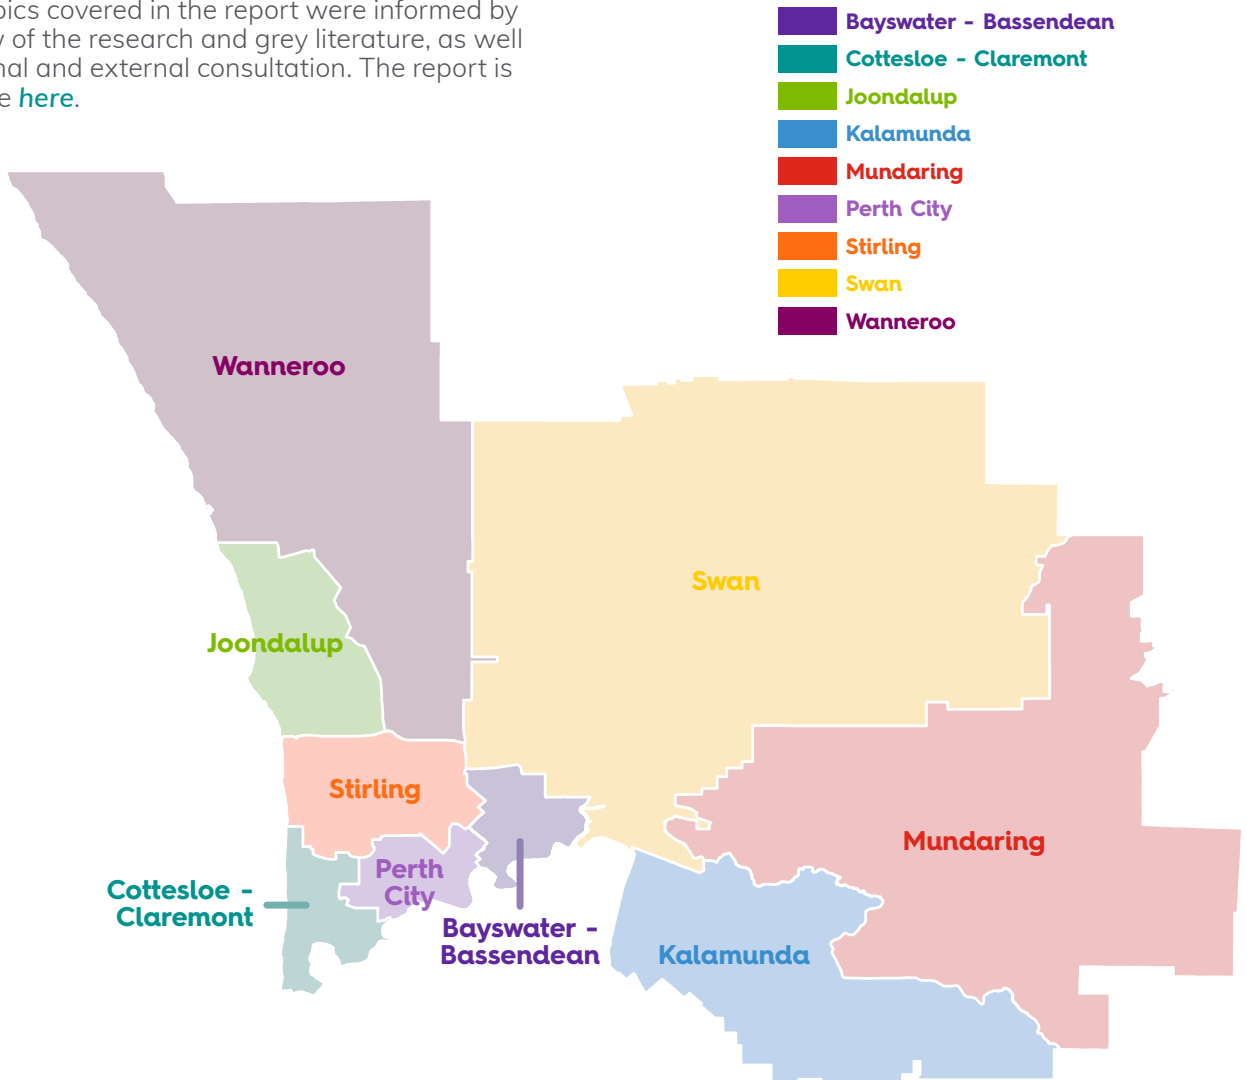 covered in the report were informed by
of the research and grey literature, as well
and external consultation. The report is
here.
Bayswater - Bassendean
Cottesloe - Claremont
Joondalup
Kalamunda
Mundaring
Perth City
Stirling
Swan
Wanneroo
Wanneroo
Swan
Joondalup
Stirling
Mundaring
Perth
City
Cottesloe -
Claremont
Bayswater -
Bassendean
Kalamunda